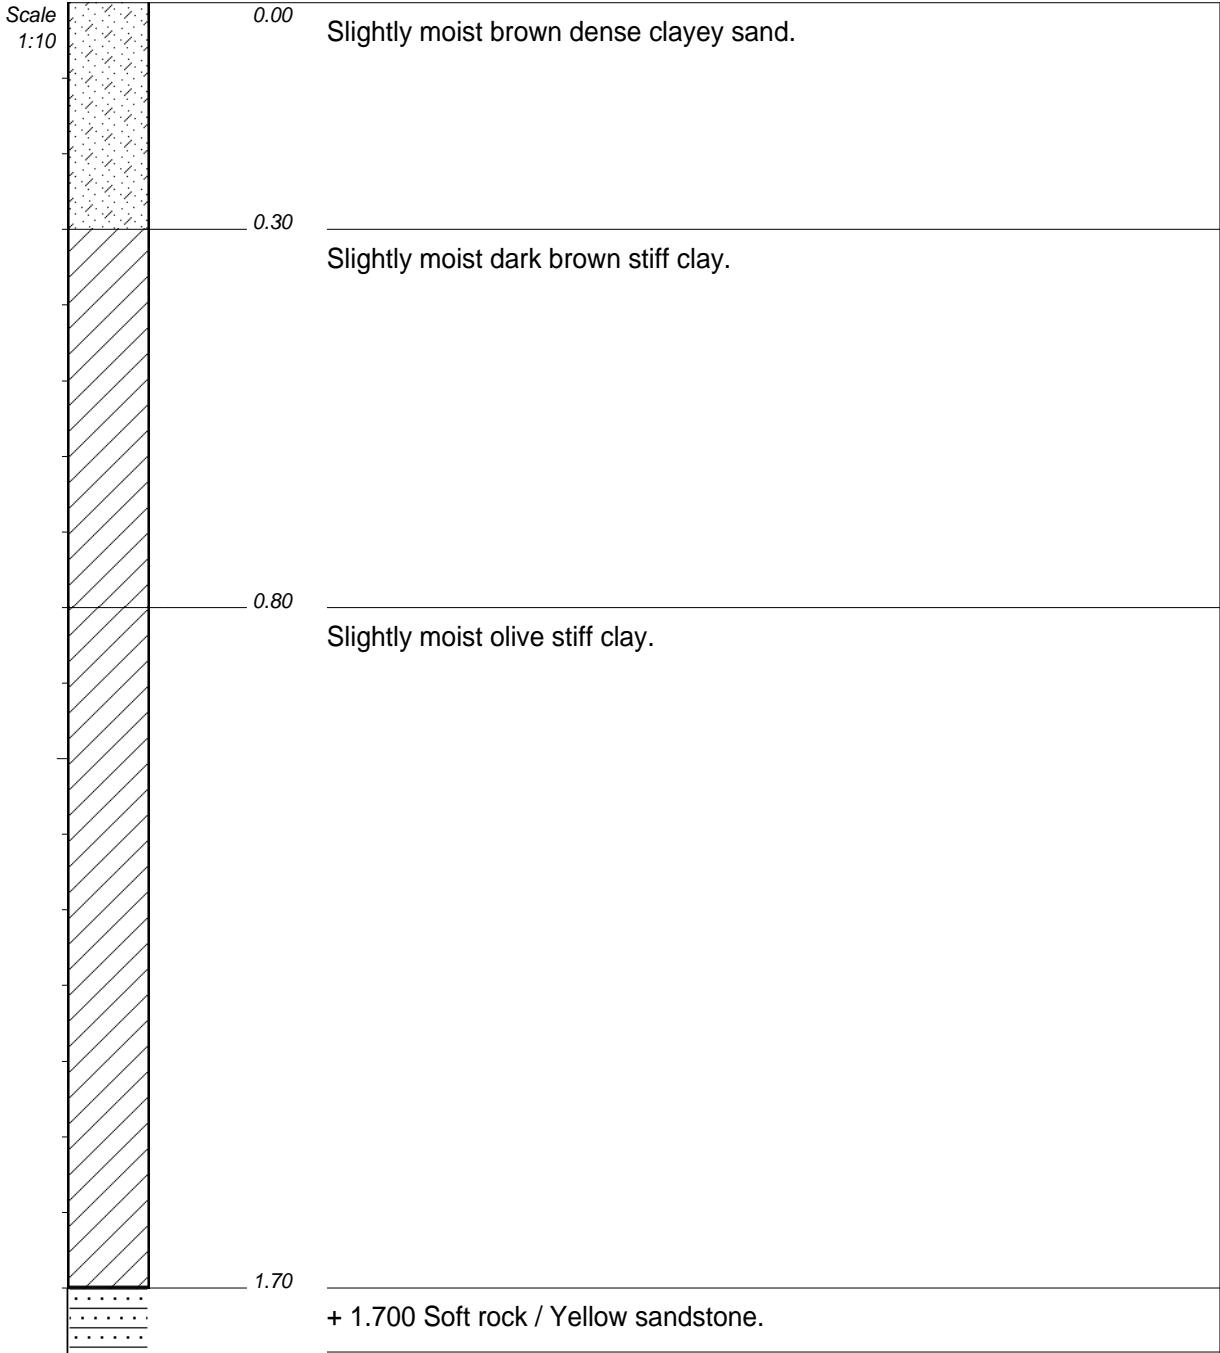 Scale
1:10
0.00
Slightly moist brown dense clayey sand.
0.30
Slightly moist dark brown stiff clay.
0.80
Slightly moist olive stiff clay.
1.70
+ 1.700 Soft rock / Yellow sandstone.